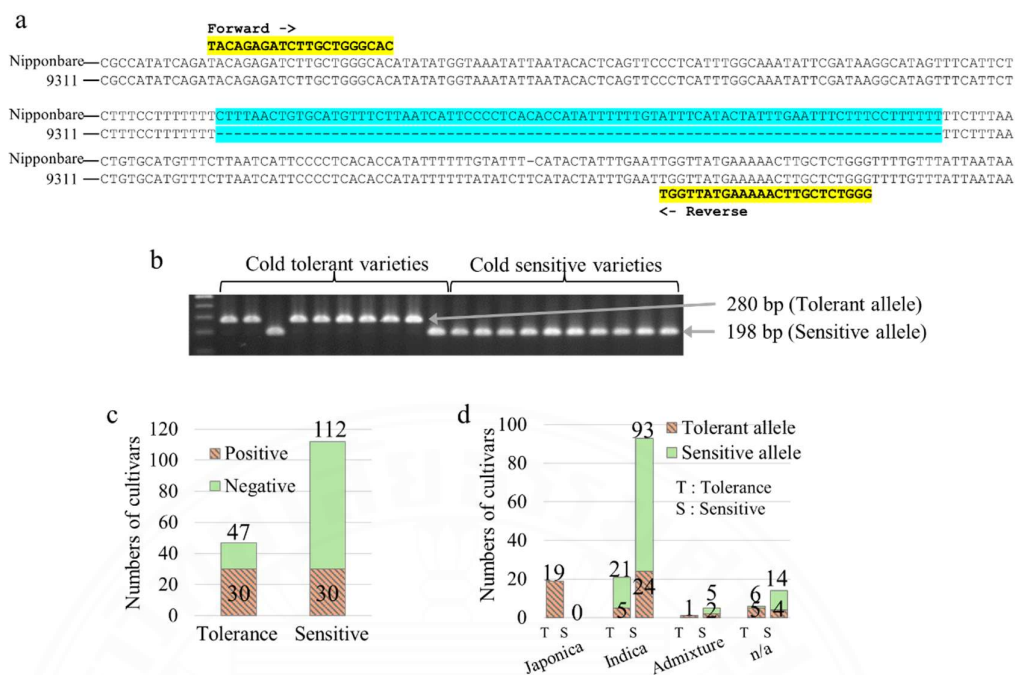 a
Forward ->
TACAGAGATCTTGCTGGGCAC
Nipponbare—CGCCATATCAGATACAGAGATCTTGCTGGGCACATATATGGTAAATATTAATACACTCAGTTCCCTCATTTGGCAAATATTCGATAAGGCATAGTTTCATTCT
9311 —CGCCATATCAGATACAGAGATCTTGCTGGGCACATATATGGTAAATATTAATACACTCAGTTCCCTCATTTGGCAAATATTCGATAAGGCATAGTTTCATTCT
Nipponbare—CTTTCCTTTTTTTCTTTAACTGTGCATGTTTCTTAATCATTCCCCTCACACCATATTTTTTGTATTTCATACTATTTGAATTTCTTTCCTTTTTTTTTCTTTAA
9311 —CTTTCCTTTTTTT----------------------------------------------------------------------------------TTCTTTAA
Nipponbare—CTGTGCATGTTTCTTAATCATTCCCCTCACACCATATTTTTTGTATTT-CATACTATTTGAATTGGTTATGAAAAACTTGCTCTGGGTTTTGTTTATTAATAA
9311 —CTGTGCATGTTTCTTAATCATTCCCCTCACACCATATTTTTTATATCTTCATACTATTTGAATTGGTTATGAAAAACTTGCTCTGGGTTTTGTTTATTAATAA
TGGTTATGAAAAACTTGCTCTGGG
<- Reverse
b
Cold tolerant varieties
Cold sensitive varieties
280 bp (Tolerant allele)
198 bp (Sensitive allele)
c
Numbers of cultivars
120
100
80
60
40
20
0
Positive
Negative
47
30
112
30
Tolerance
Sensitive
d
Numbers of cultivars
100
80
60
40
20
0
Tolerant allele
Sensitive allele
T : Tolerance
S : Sensitive
19
0
21
5
93
24
1
5
2
6
5
14
4
T S T S T S T S
Japonica
Indica
Admixture
n/a